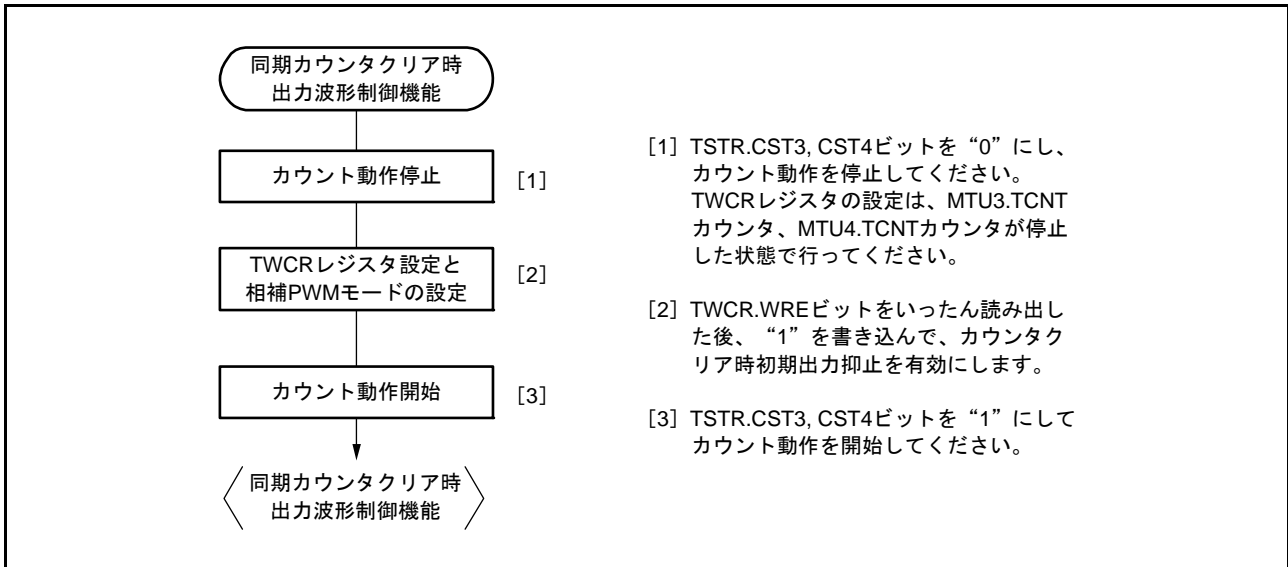 同期カウンタクリア時
出力波形制御機能
カウント動作停止
[1]
TWCRレジスタ設定と
相補PWMモードの設定
[2]
カウント動作開始
[3]
同期カウンタクリア時
出力波形制御機能
[1] TSTR.CST3, CST4ビットを“0”にし、
カウント動作を停止してください。
TWCRレジスタの設定は、MTU3.TCNT
カウンタ、MTU4.TCNTカウンタが停止
した状態で行ってください。
[2] TWCR.WREビットをいったん読み出し
た後、“1”を書き込んで、カウンタク
リア時初期出力抑止を有効にします。
[3] TSTR.CST3, CST4ビットを“1”にして
カウント動作を開始してください。